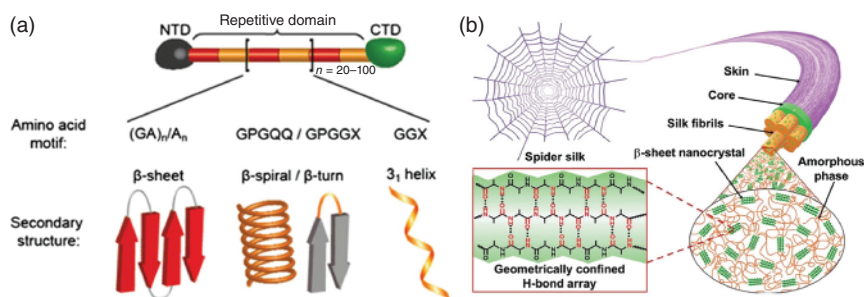 (a)
NTD
Repetitive domain
CTD
n = 20–100
Amino acid
motif:
(GA)n/An
GPGQQ / GPGGX
GGX
β-sheet
β-spiral / β-turn
3₁ helix
Secondary
structure:
(b)
Skin
Core
Silk fibrils
Spider silk
β-sheet nanocrystal
Amorphous
phase
Geometrically confined
H-bond array